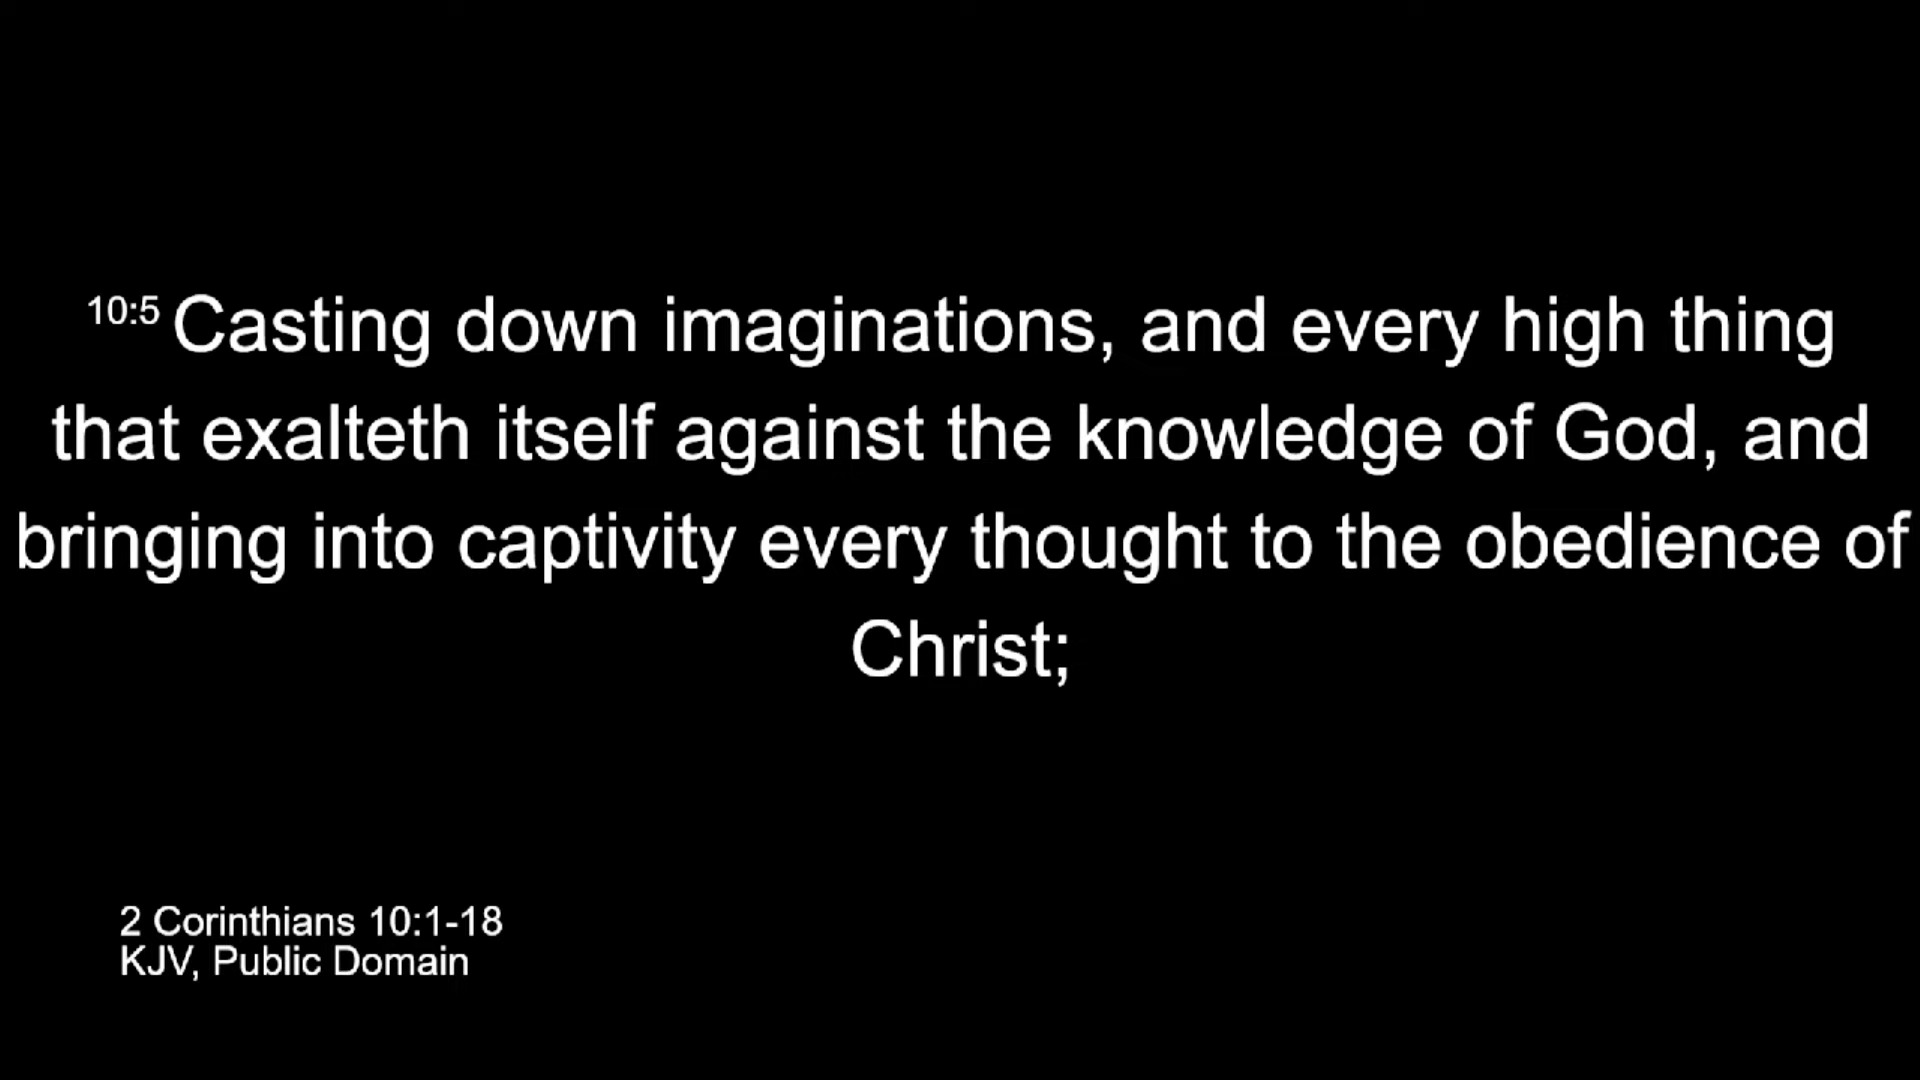 10:5 Casting down imaginations, and every high thing
that exalteth itself against the knowledge of God, and
bringing into captivity every thought to the obedience of
Christ;
2 Corinthians 10:1-18
KJV, Public Domain